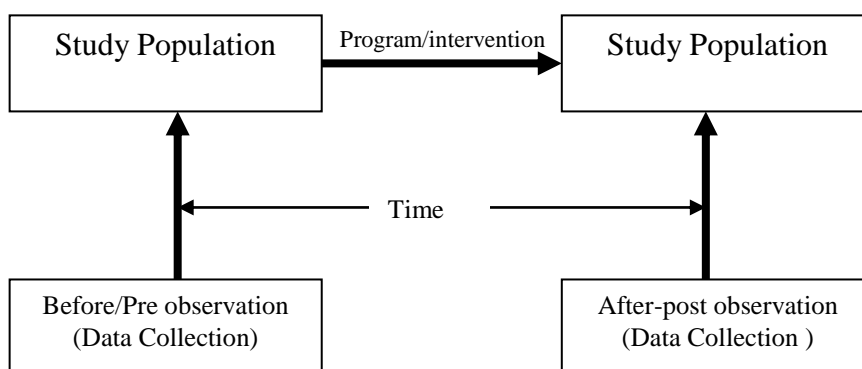 Study Population
Program/intervention
Study Population
Time
Before/Pre observation
(Data Collection)
After-post observation
(Data Collection )